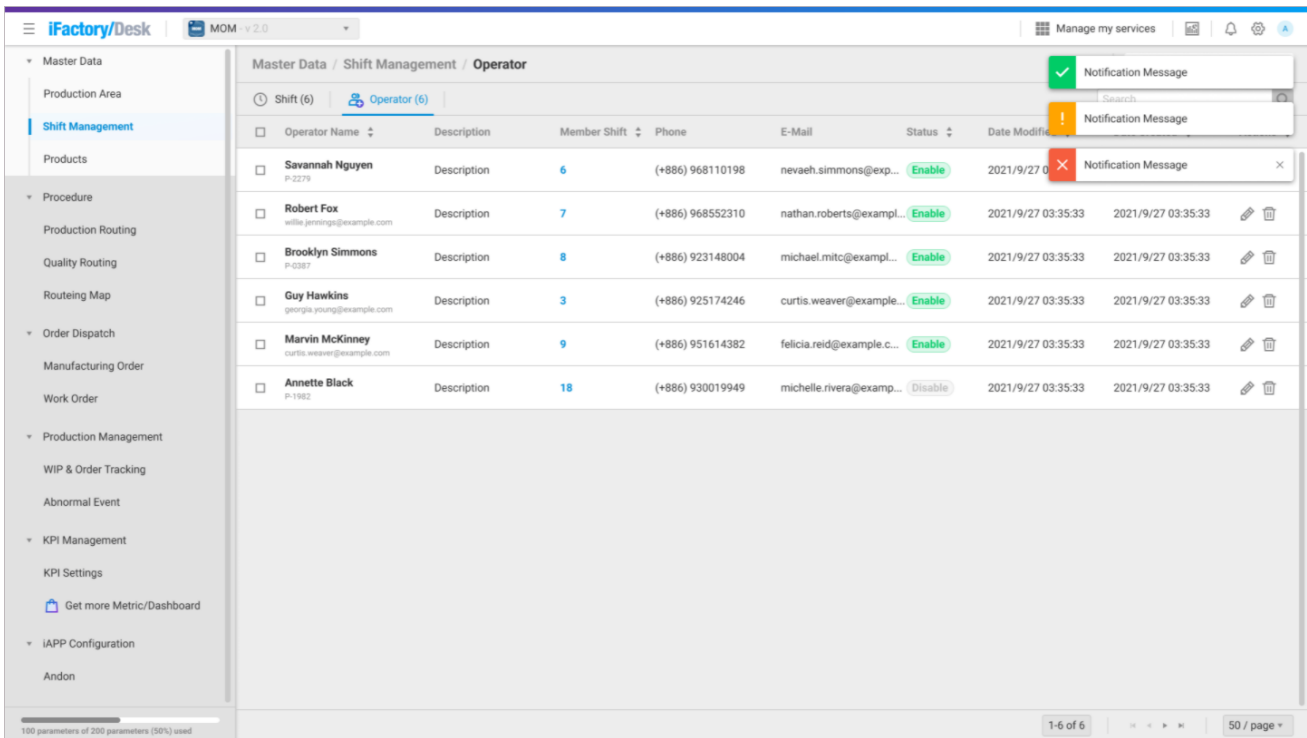 iFactory/Desk
MOM - v 2.0
Manage my services
A
Master Data
Production Area
Shift Management
Products
Procedure
Production Routing
Quality Routing
Routeing Map
Order Dispatch
Manufacturing Order
Work Order
Production Management
WIP & Order Tracking
Abnormal Event
KPI Management
KPI Settings
Get more Metric/Dashboard
iAPP Configuration
Andon
100 parameters of 200 parameters (50%) used
Master Data / Shift Management / Operator
Notification Message
Notification Message
Notification Message
Shift (6) Operator (6)
Search
Operator Name Description Member Shift Phone E-Mail Status Date Modified
Savannah Nguyen Description 6 (+886) 968110198 nevaeh.simmons@exp... Enable 2021/9/27 0
P-2279
Robert Fox Description 7 (+886) 968552310 nathan.roberts@exampl... Enable 2021/9/27 03:35:33 2021/9/27 03:35:33
willie.jennings@example.com
Brooklyn Simmons Description 8 (+886) 923148004 michael.mitc@exampl... Enable 2021/9/27 03:35:33 2021/9/27 03:35:33
P-0387
Guy Hawkins Description 3 (+886) 925174246 curtis.weaver@example... Enable 2021/9/27 03:35:33 2021/9/27 03:35:33
georgia.young@example.com
Marvin McKinney Description 9 (+886) 951614382 felicia.reid@example.c... Enable 2021/9/27 03:35:33 2021/9/27 03:35:33
curtis.weaver@example.com
Annette Black Description 18 (+886) 930019949 michelle.rivera@examp... Disable 2021/9/27 03:35:33 2021/9/27 03:35:33
P-1982
1-6 of 6
50 / page